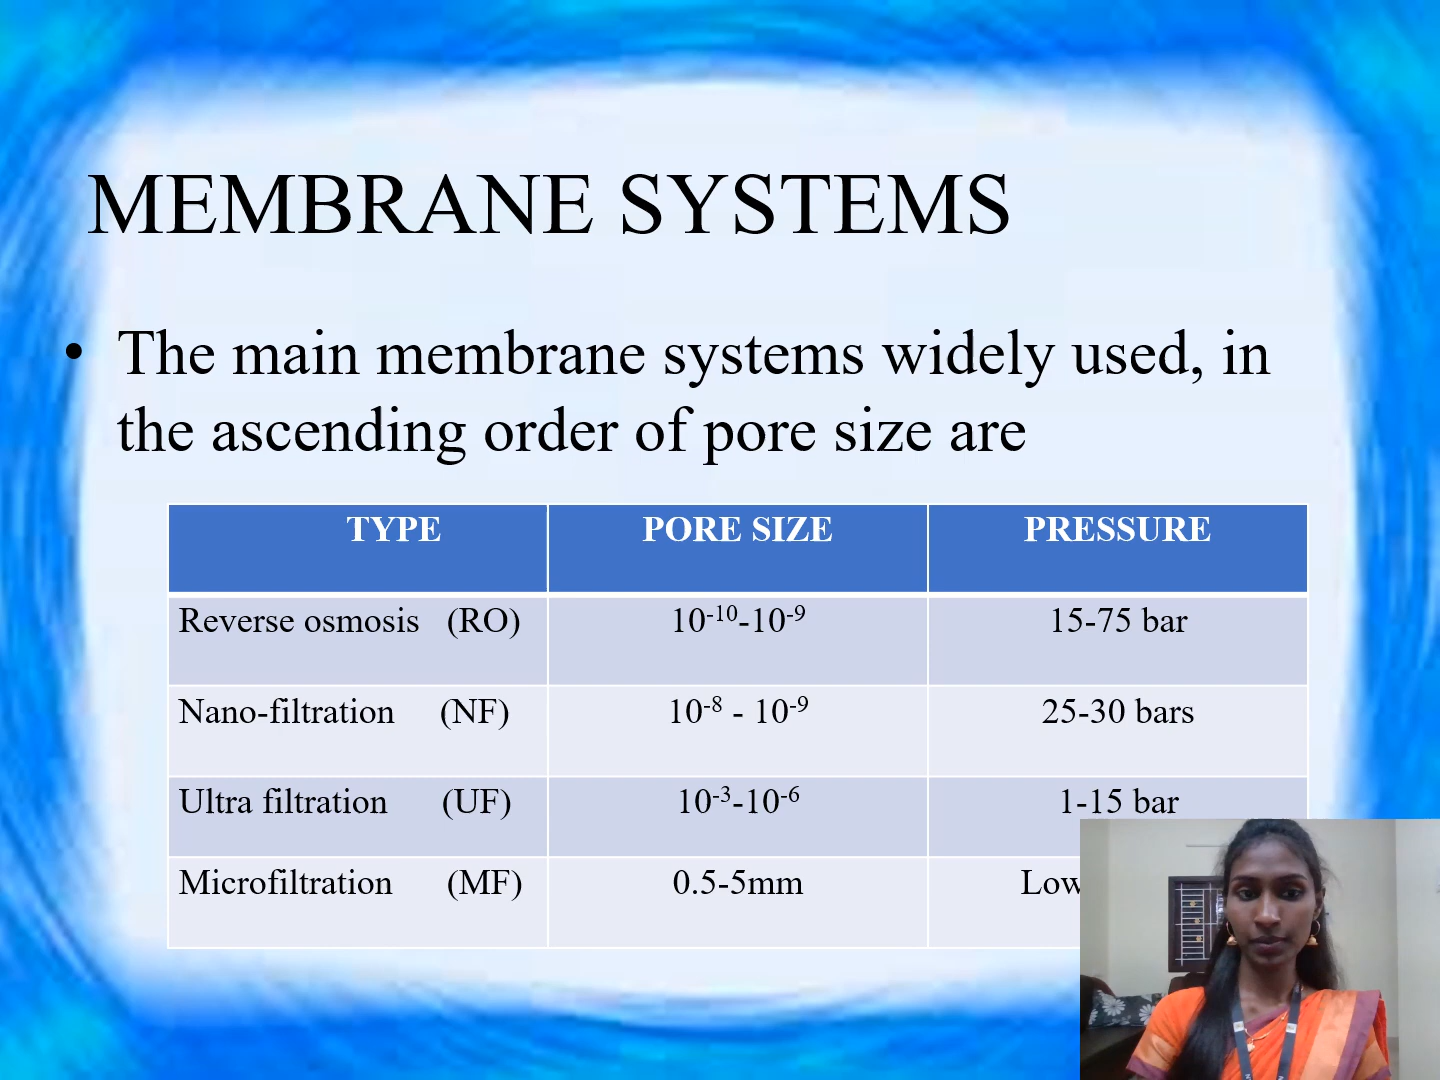 MEMBRANE SYSTEMS
• The main membrane systems widely used, in
the ascending order of pore size are
TYPE PORE SIZE PRESSURE
Reverse osmosis (RO) 10⁻¹⁰-10⁻⁹ 15-75 bar
Nano-filtration (NF) 10⁻⁸ - 10⁻⁹ 25-30 bars
Ultra filtration (UF) 10⁻³-10⁻⁶ 1-15 bar
Microfiltration (MF) 0.5-5mm Low